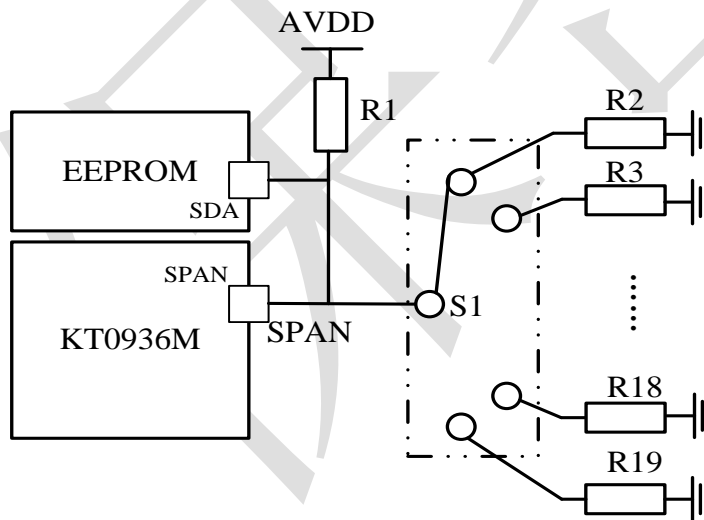 AVDD
R1
R2
EEPROM
R3
SDA
SPAN
S1
SPAN
KT0936M
R18
R19